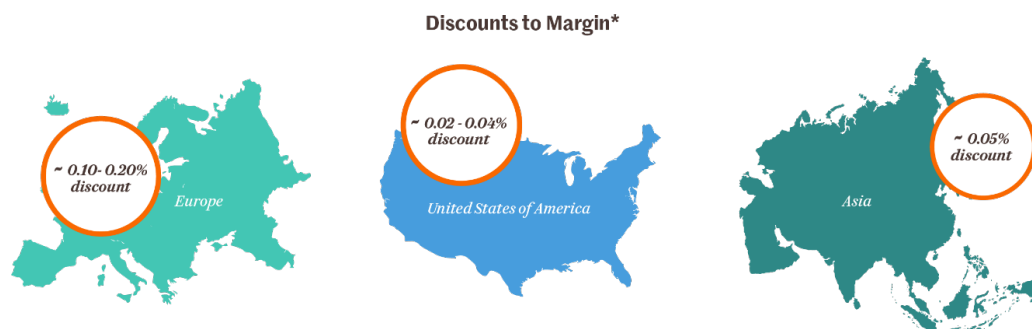 Discounts to Margin*
~ 0.10- 0.20%
discount
Europe
~ 0.02 - 0.04%
discount
United States of America
~ 0.05%
discount
Asia